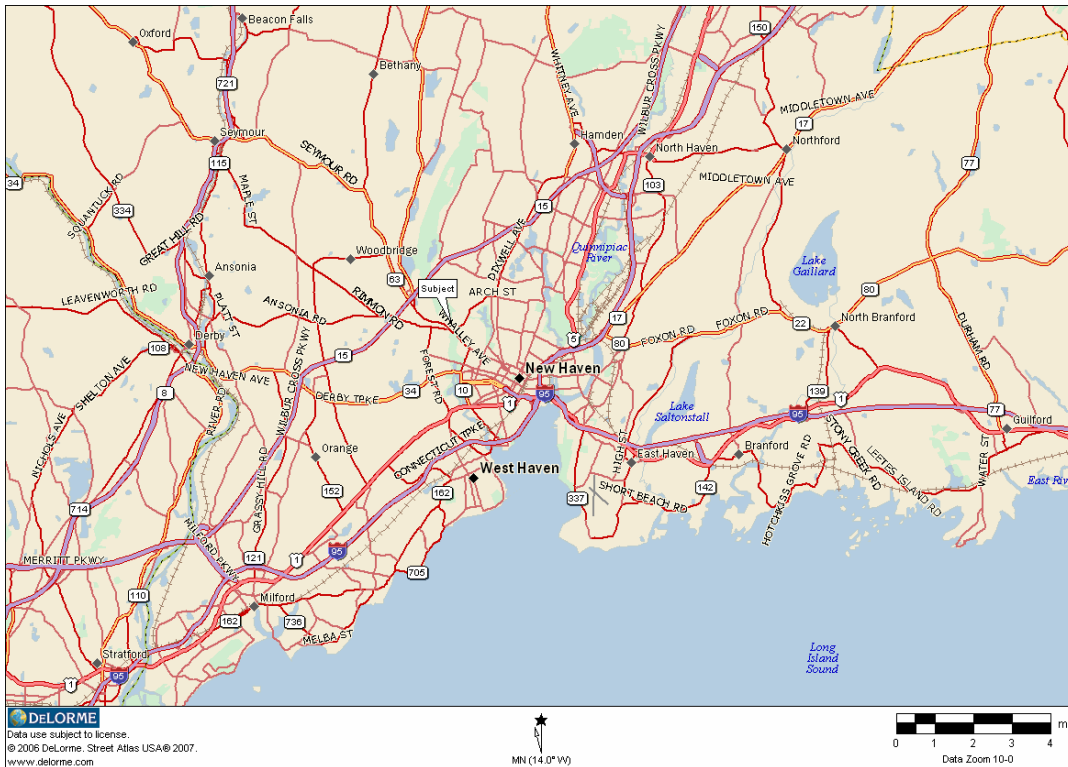 Beacon Falls
150
Oxford
WHITNEY AVE
WILBUR CROSS PKWY
Bethany
721
MIDDLETOWN AVE
17
Seymour
Hamden
Northford
SEYMOUR RD
North Haven
115
77
34
MAPLE ST
103
MIDDLETOWN AVE
SQUANTUCK RD
334
15
GREAT HILL RD
DIXWELL AVE
Quinnipiac
River
Woodbridge
Lake
Gaillard
Ansonia
63
Subject
ARCH ST
80
LEAVENWORTH RD
PLATT ST
ANSONIA RD
RIMMON RD
WHALLEY AVE
17
FOXON RD
FOXON RD
22
North Branford
DURHAM RD
Derby
5
80
108
15
WILBUR CROSS PKWY
FOREST RD
New Haven
NEW HAVEN AVE
SHELTON AVE
8
34
DERBY TPKE
10
95
139
1
1
RIVER RD
Lake
Saltonstall
95
77
Guilford
NICHOLS AVE
Orange
CONNECTICUT TPKE
HIGH ST
East Haven
Branford
STONY CREEK RD
LEETES ISLAND RD
WATER ST
GRASSY HILL RD
West Haven
152
162
SHORT BEACH RD
142
HOTCHKISS GROVE RD
East Riv
714
337
MILFORD PKWY
95
MERRITT PKWY
121
1
705
110
Milford
162
736
MELBA ST
Stratford
Long
Island
Sound
95
1
DELORME
Data use subject to license.
© 2006 DeLorme. Street Atlas USA® 2007.
www.delorme.com
MN (14.0° W)
m
0 1 2 3 4
Data Zoom 10-0